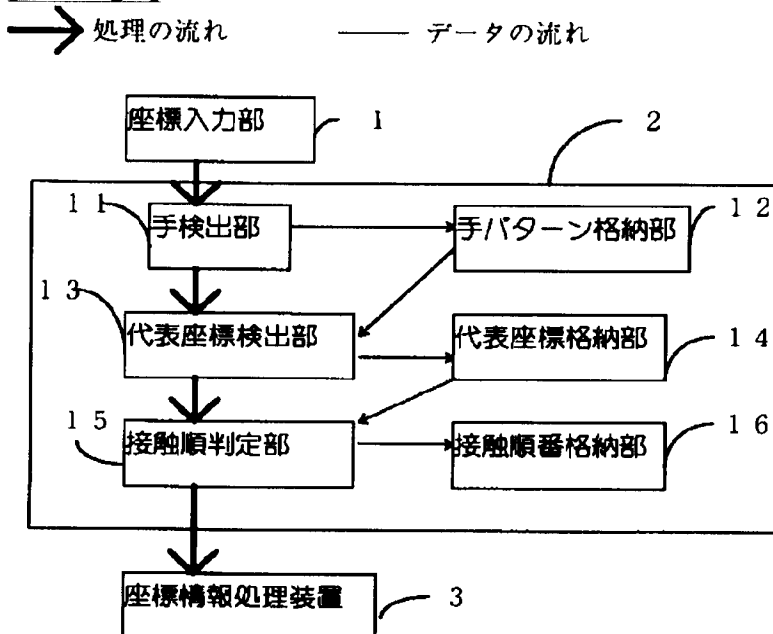 処理の流れ データの流れ
座標入力部 1
2
11 手検出部 手パターン格納部 12
13 代表座標検出部 代表座標格納部 14
15 接触順判定部 接触順番格納部 16
座標情報処理装置 3